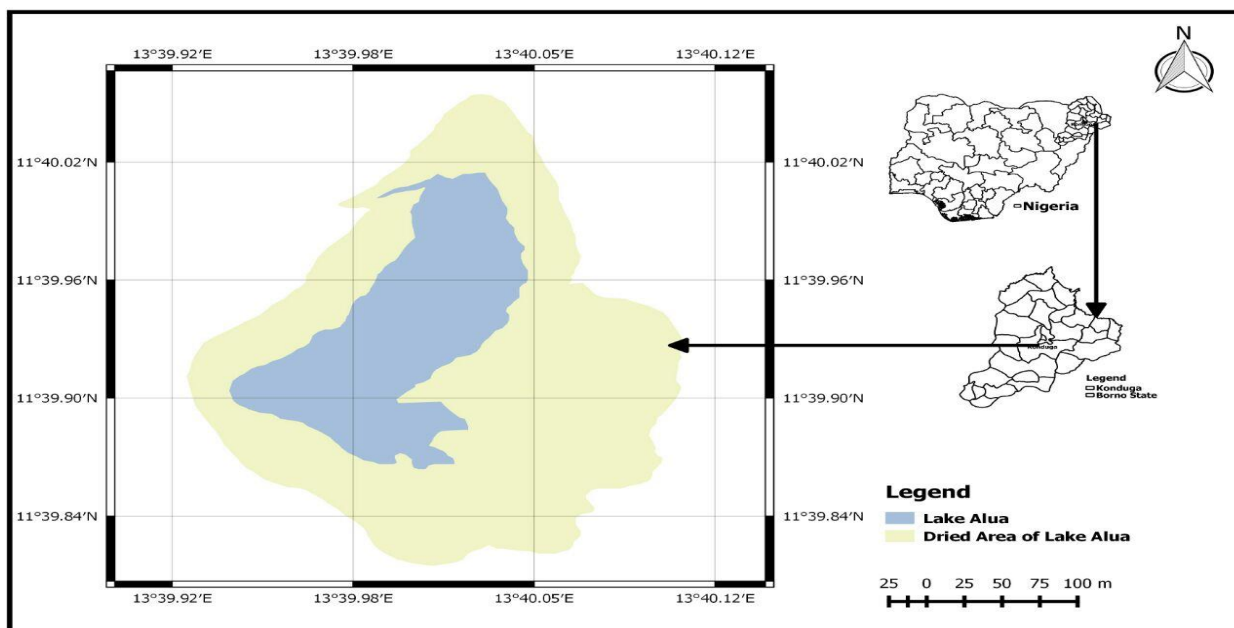 N
13°39.92′E 13°39.98′E 13°40.05′E 13°40.12′E
11°40.02′N 11°40.02′N
Nigeria
11°39.96′N 11°39.96′N
Konduga
Legend
Konduga
Borno State
11°39.90′N 11°39.90′N
Legend
Lake Alua
Dried Area of Lake Alua
11°39.84′N 11°39.84′N
25 0 25 50 75 100 m
13°39.92′E 13°39.98′E 13°40.05′E 13°40.12′E